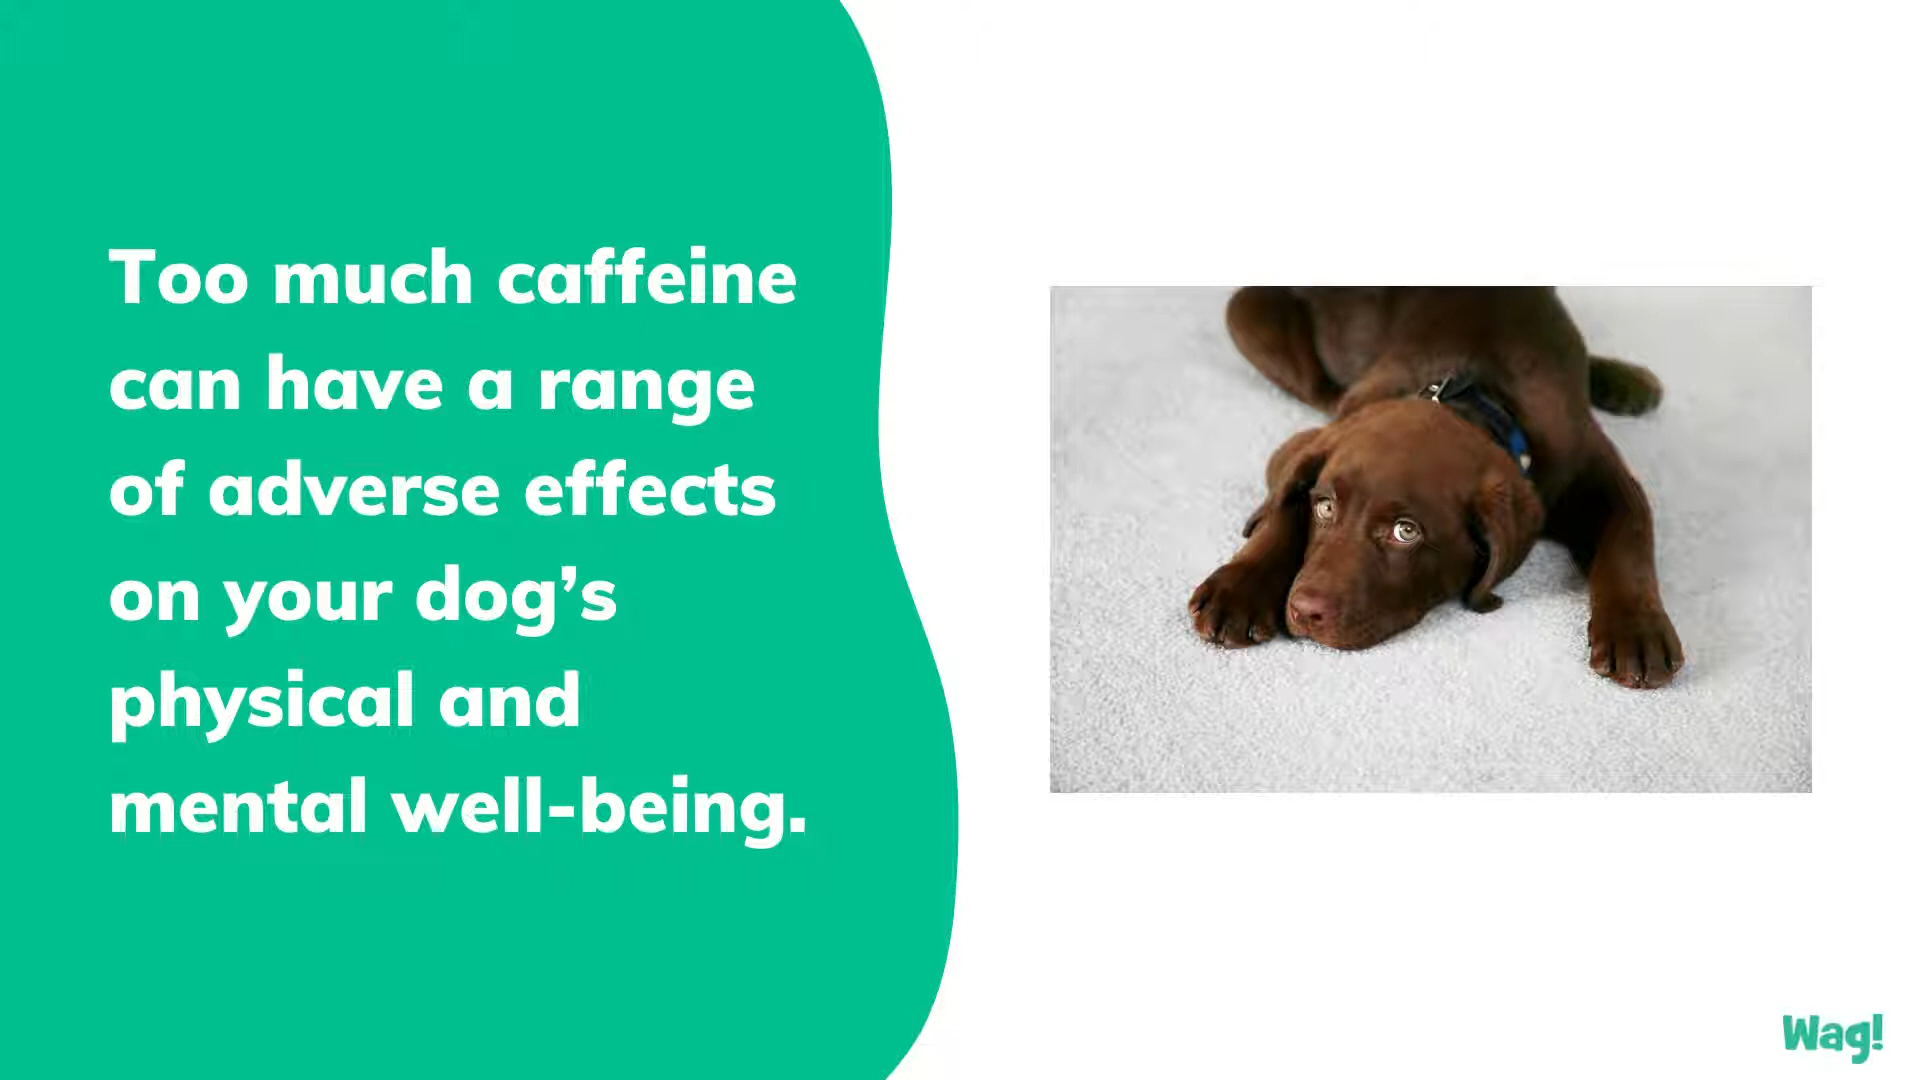 Too much caffeine
can have a range
of adverse effects
on your dog’s
physical and
mental well-being.
Wag!